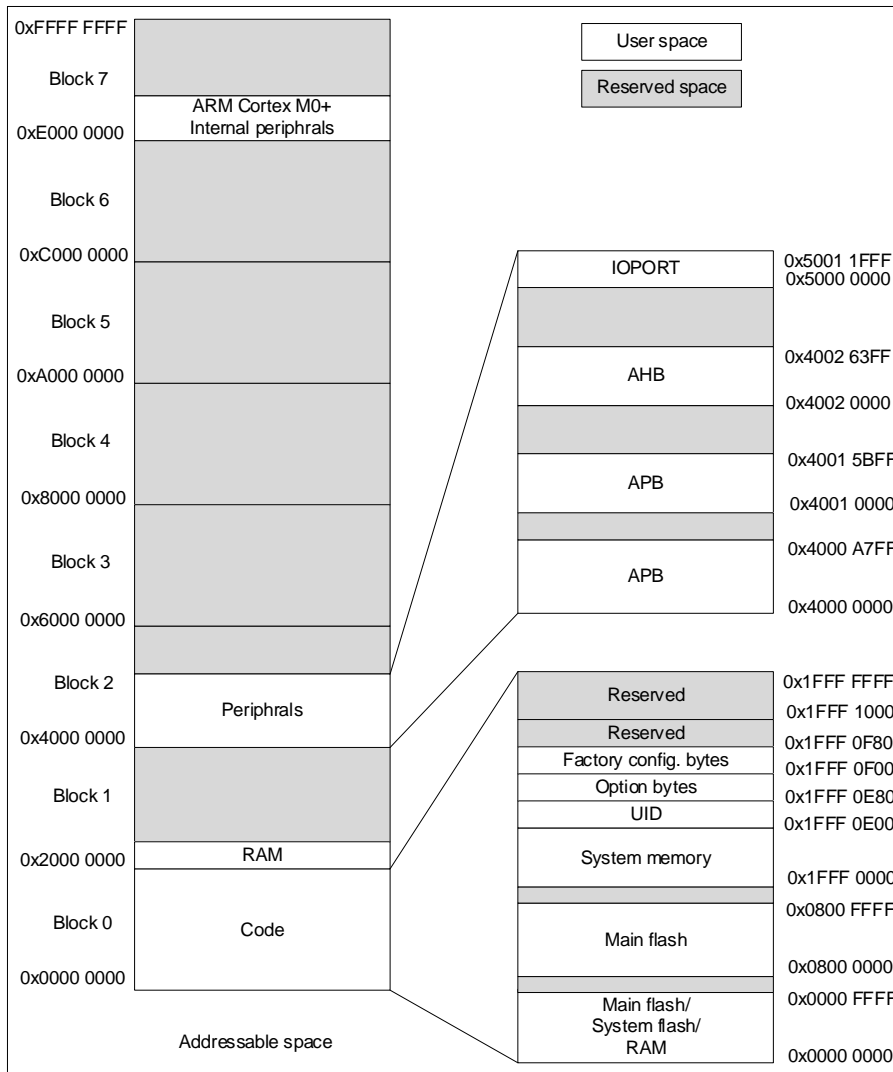 0xFFFF FFFF
Block 7
ARM Cortex M0+
Internal periphrals
0xE000 0000
Block 6
0xC000 0000
Block 5
0xA000 0000
Block 4
0x8000 0000
Block 3
0x6000 0000
Block 2
Periphrals
0x4000 0000
Block 1
0x2000 0000
RAM
Block 0
Code
0x0000 0000
Addressable space
User space
Reserved space
IOPORT
0x5001 1FFF
0x5000 0000
AHB
0x4002 63FF
0x4002 0000
APB
0x4001 5BFF
0x4001 0000
APB
0x4000 A7FF
0x4000 0000
Reserved
0x1FFF FFFF
0x1FFF 1000
Reserved
0x1FFF 0F80
Factory config. bytes
0x1FFF 0F00
Option bytes
0x1FFF 0E80
UID
0x1FFF 0E00
System memory
0x1FFF 0000
0x0800 FFFF
Main flash
0x0800 0000
0x0000 FFFF
Main flash/
System flash/
RAM
0x0000 0000